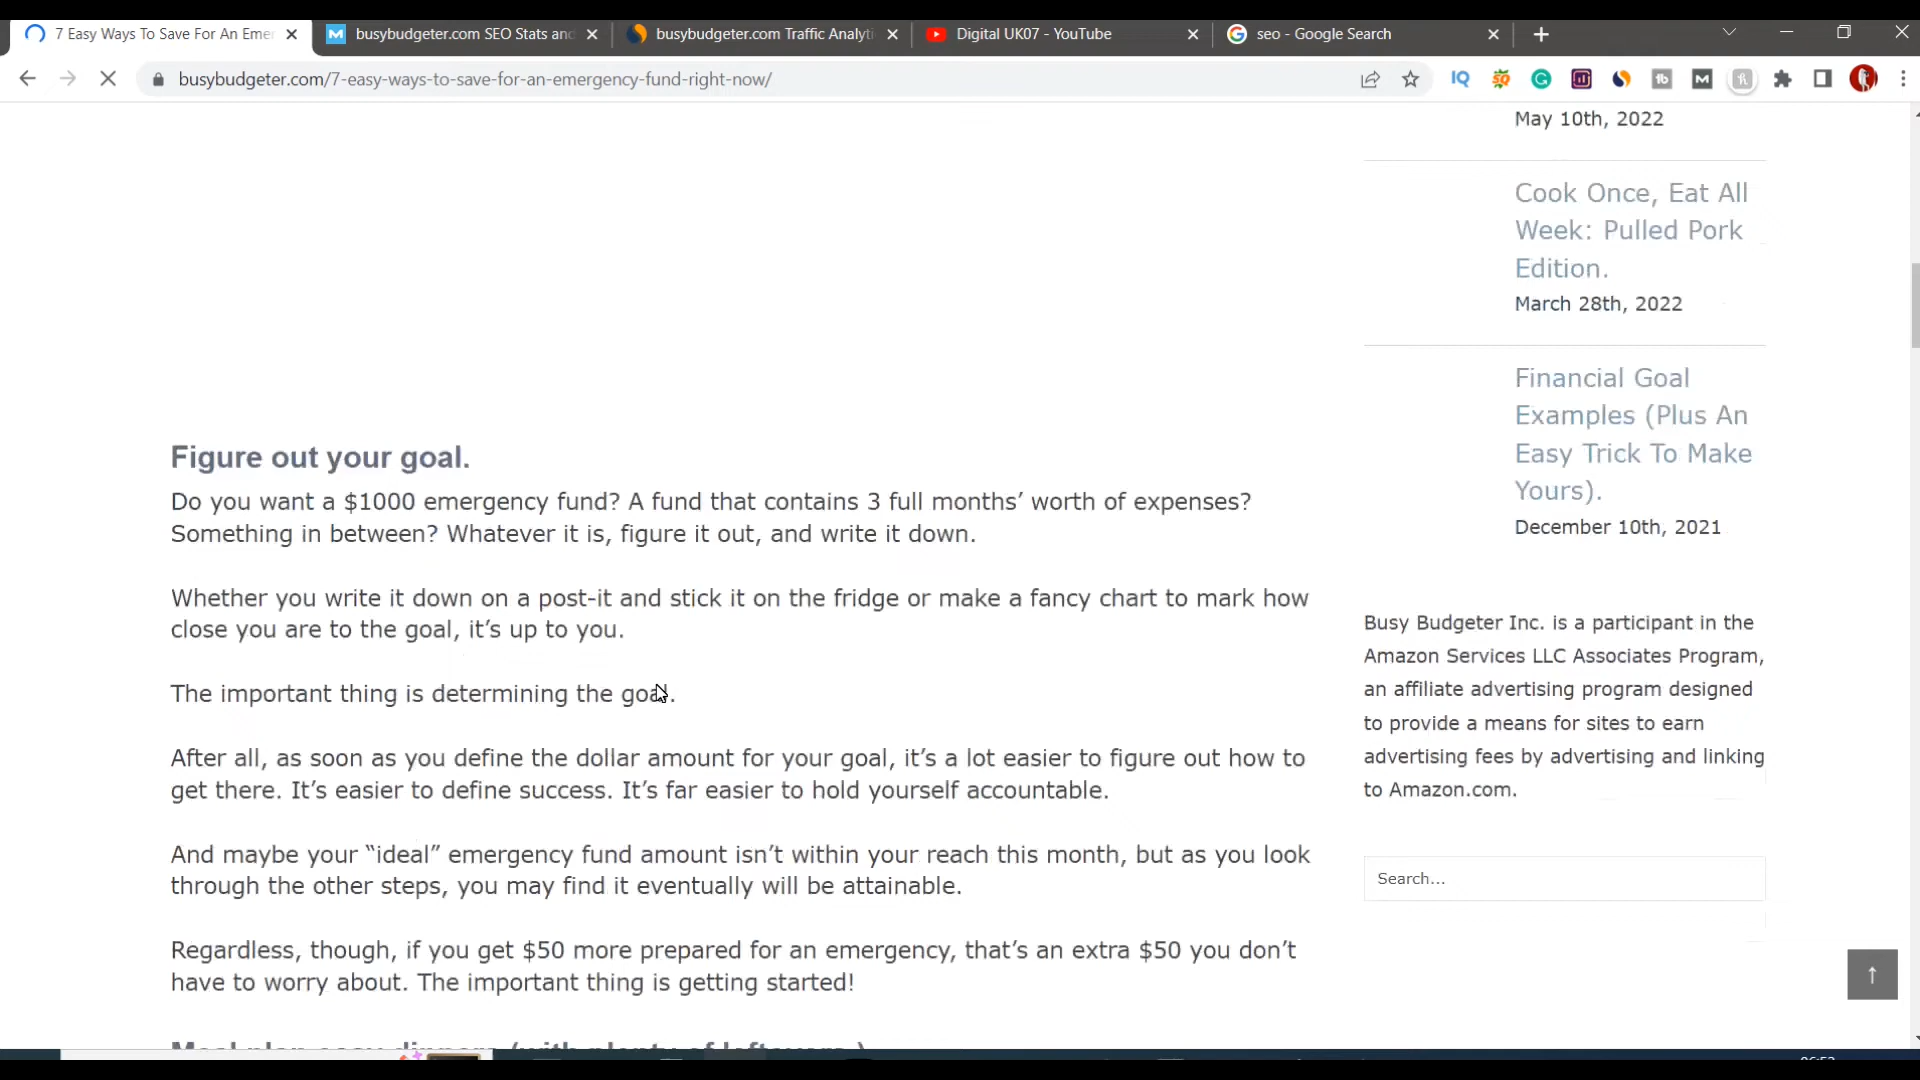 7 Easy Ways To Save For An Emer
busybudgeter.com SEO Stats and
busybudgeter.com Traffic Analyti
Digital UK07 - YouTube
seo - Google Search
busybudgeter.com/7-easy-ways-to-save-for-an-emergency-fund-right-now/
May 10th, 2022
Cook Once, Eat All
Week: Pulled Pork
Edition.
March 28th, 2022
Financial Goal
Examples (Plus An
Easy Trick To Make
Yours).
December 10th, 2021
Figure out your goal.
Do you want a $1000 emergency fund? A fund that contains 3 full months’ worth of expenses?
Something in between? Whatever it is, figure it out, and write it down.
Whether you write it down on a post-it and stick it on the fridge or make a fancy chart to mark how
close you are to the goal, it’s up to you.
The important thing is determining the goal.
After all, as soon as you define the dollar amount for your goal, it’s a lot easier to figure out how to
get there. It’s easier to define success. It’s far easier to hold yourself accountable.
And maybe your “ideal” emergency fund amount isn’t within your reach this month, but as you look
through the other steps, you may find it eventually will be attainable.
Regardless, though, if you get $50 more prepared for an emergency, that’s an extra $50 you don’t
have to worry about. The important thing is getting started!
Meal plan easy dinners (with plenty of leftovers.)
Busy Budgeter Inc. is a participant in the
Amazon Services LLC Associates Program,
an affiliate advertising program designed
to provide a means for sites to earn
advertising fees by advertising and linking
to Amazon.com.
Search...